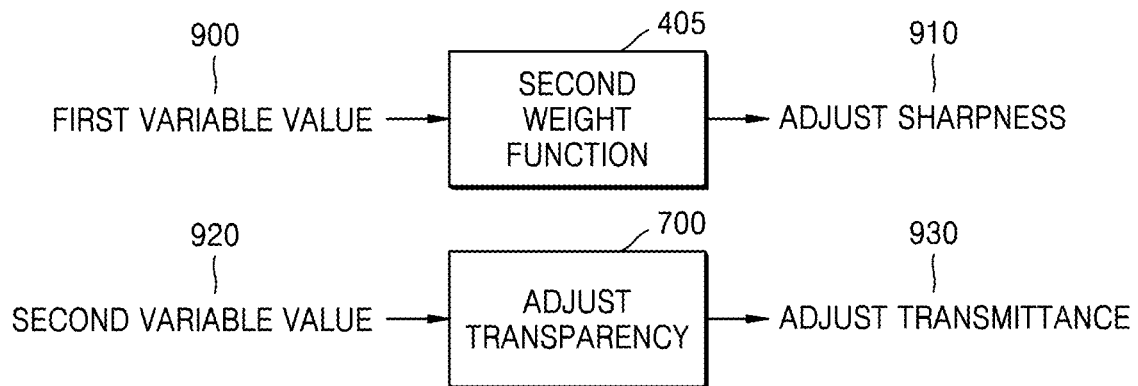 900
405
910
FIRST VARIABLE VALUE
SECOND
WEIGHT
FUNCTION
ADJUST SHARPNESS
920
700
930
SECOND VARIABLE VALUE
ADJUST
TRANSPARENCY
ADJUST TRANSMITTANCE